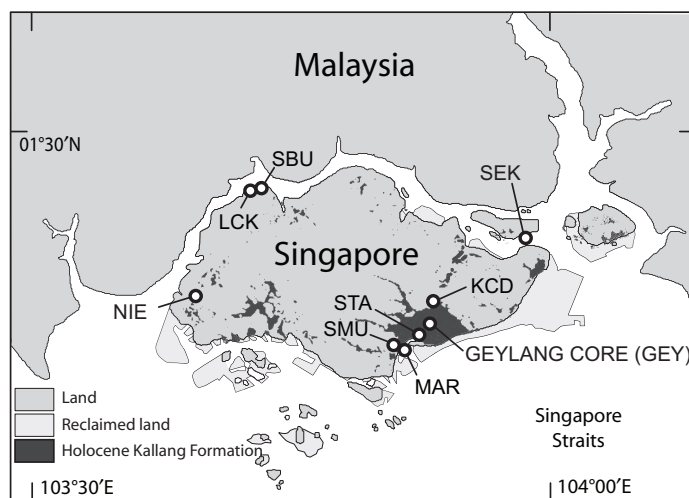 Malaysia
01°30′N
SBU
SEK
LCK
Singapore
KCD
NIE
STA
SMU
GEYLANG CORE (GEY)
MAR
Land
Reclaimed land
Holocene Kallang Formation
Singapore
Straits
103°30′E
104°00′E